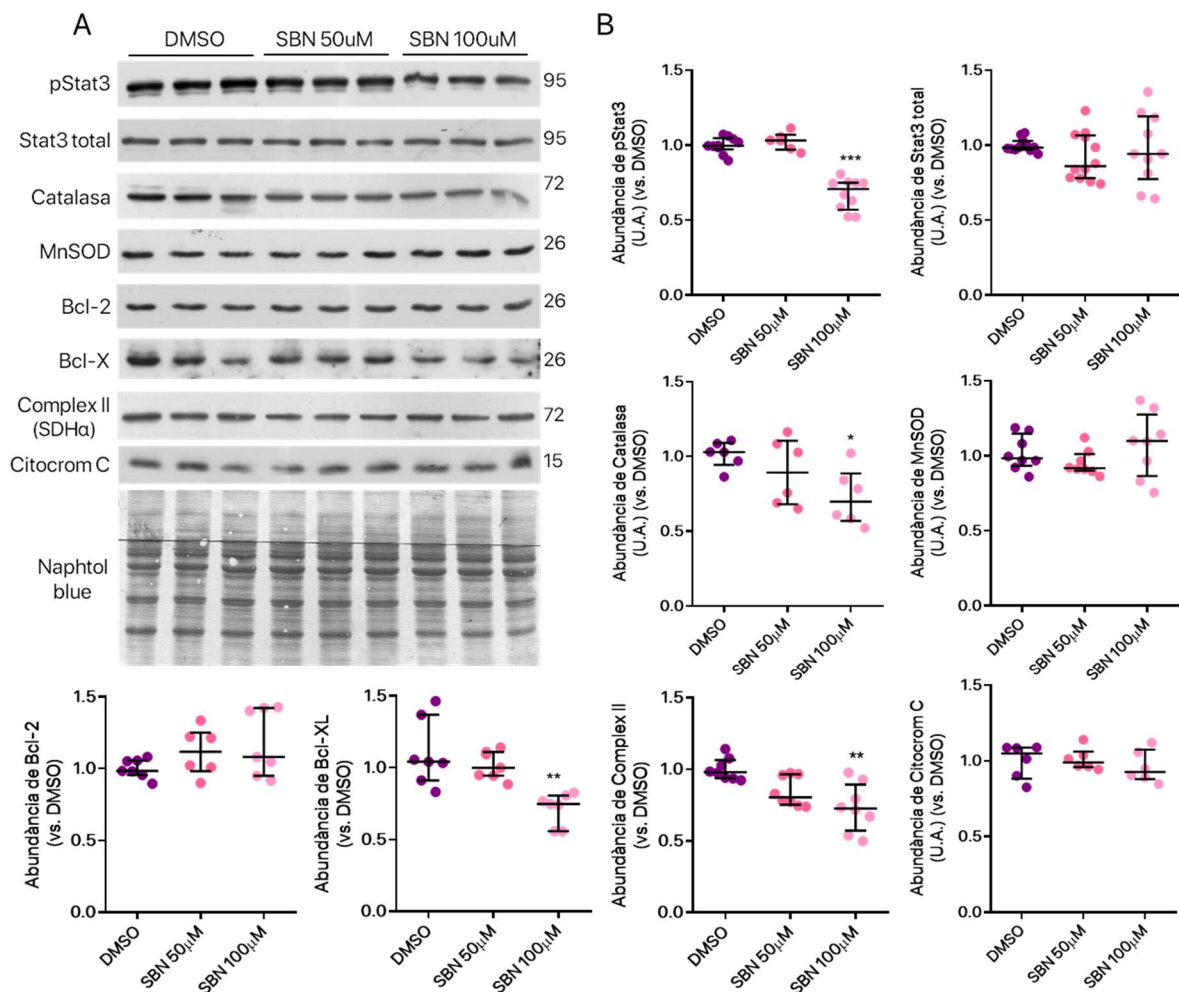 A
DMSO SBN 50uM SBN 100uM
pStat3 95
Stat3 total 95
Catalasa 72
MnSOD 26
Bcl-2 26
Bcl-X 26
Complex II
(SDHα) 72
Citocrom C 15
Naphtol
blue
B
Abundància de pStat3
(U.A.) (vs. DMSO)
1.5
1.0
0.5
0.0
***
DMSO
SBN 50μM
SBN 100μM
Abundància de Stat3 total
(U.A.) (vs. DMSO)
1.5
1.0
0.5
0.0
DMSO
SBN 50μM
SBN 100μM
Abundància de Catalasa
(U.A.) (vs. DMSO)
1.5
1.0
0.5
0.0
*
DMSO
SBN 50μM
SBN 100μM
Abundància de MnSOD
(U.A.) (vs. DMSO)
1.5
1.0
0.5
0.0
DMSO
SBN 50μM
SBN 100μM
Abundància de Bcl-2
(vs. DMSO)
1.5
1.0
0.5
0.0
DMSO
SBN 50μM
SBN 100μM
Abundància de Bcl-XL
(vs. DMSO)
1.5
1.0
0.5
0.0
**
DMSO
SBN 50μM
SBN 100μM
Abundància de Complex II
(vs. DMSO)
1.5
1.0
0.5
0.0
**
DMSO
SBN 50μM
SBN 100μM
Abundància de Citocrom C
(U.A.) (vs. DMSO)
1.5
1.0
0.5
0.0
DMSO
SBN 50μM
SBN 100μM